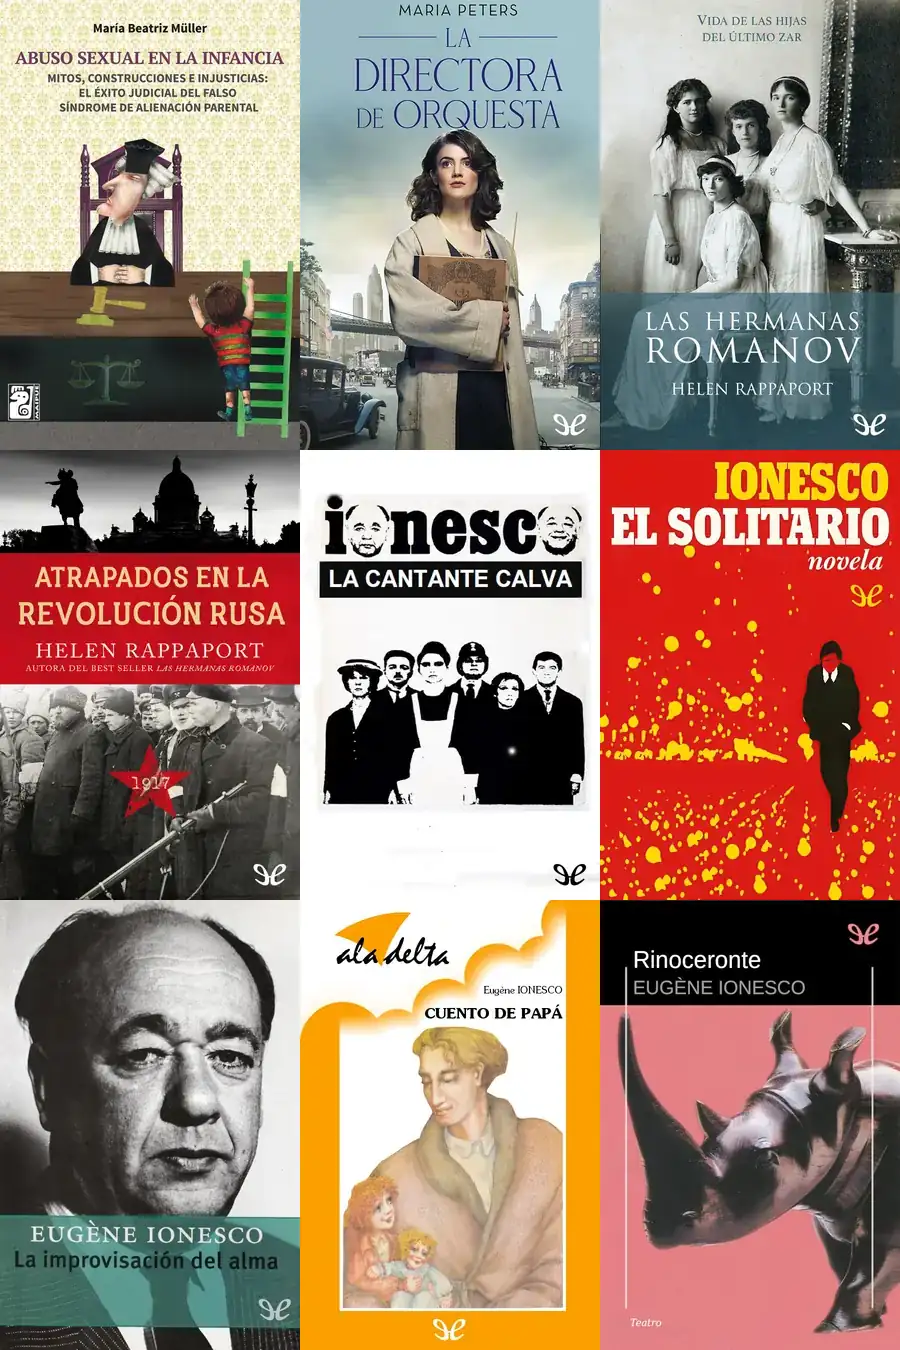 María Beatriz Müller
ABUSO SEXUAL EN LA INFANCIA
MITOS, CONSTRUCCIONES E INJUSTICIAS:
EL ÉXITO JUDICIAL DEL FALSO
SÍNDROME DE ALIENACIÓN PARENTAL
MAIPUE
MARIA PETERS
LA
DIRECTORA
DE ORQUESTA
VIDA DE LAS HIJAS
DEL ÚLTIMO ZAR
LAS HERMANAS
ROMANOV
HELEN RAPPAPORT
ATRAPADOS EN LA
REVOLUCIÓN RUSA
HELEN RAPPAPORT
AUTORA DEL BEST SELLER LAS HERMANAS ROMANOV
1917
ionesco
LA CANTANTE CALVA
IONESCO
EL SOLITARIO
novela
EUGÈNE IONESCO
La improvisación del alma
ala delta
Eugène IONESCO
CUENTO DE PAPÁ
Rinoceronte
EUGÈNE IONESCO
Teatro